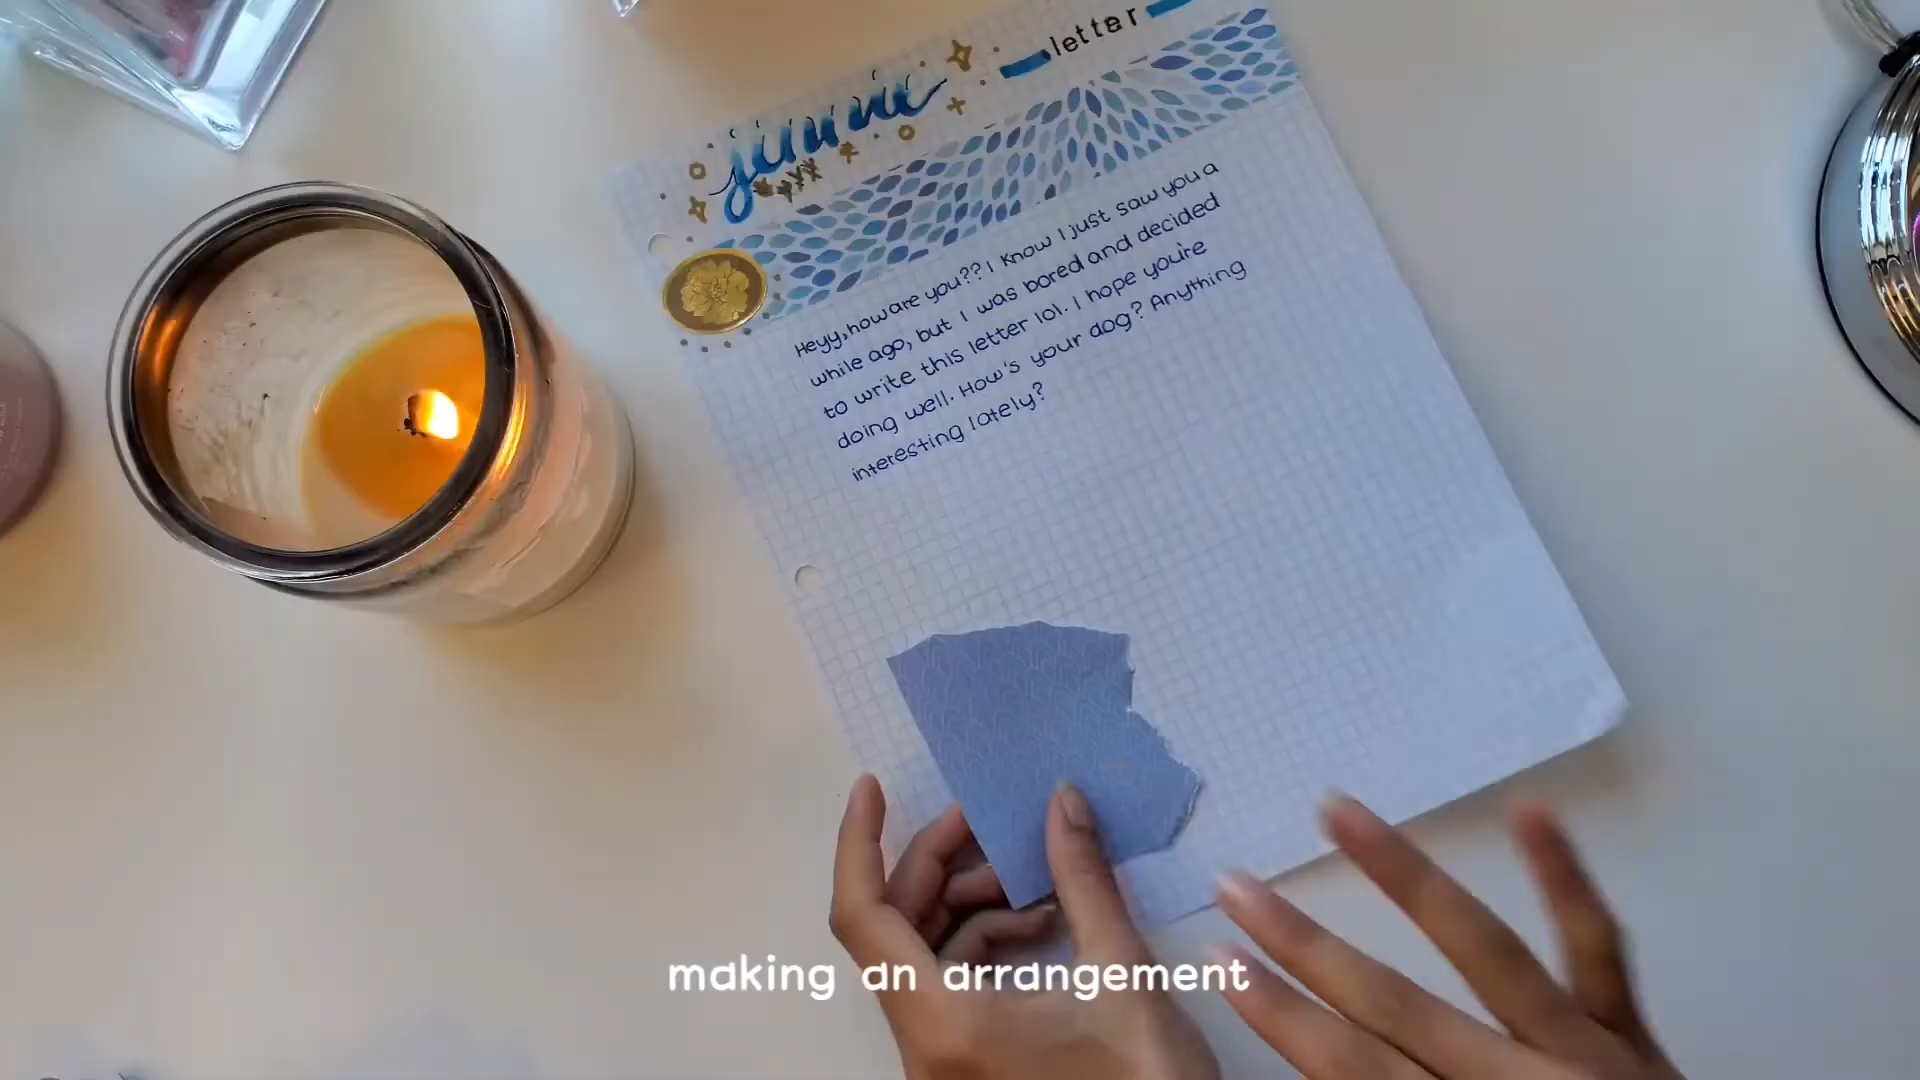 letter
Heyy, how are you?? I know I just saw you a
while ago, but I was bored and decided
to write this letter lol. I hope you're
doing well. How's your dog? Anything
interesting lately?
making an arrangement